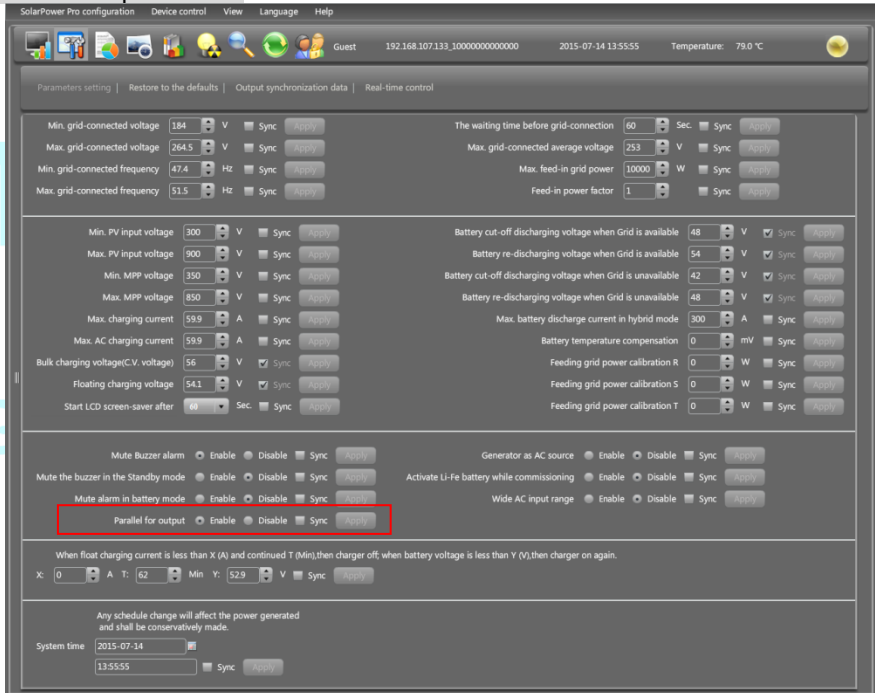 SolarPower Pro configuration Device control View Language Help
Guest 192.168.107.133_10000000000000 2015-07-14 13:55:55 Temperature: 79.0 ℃
Parameters setting | Restore to the defaults | Output synchronization data | Real-time control
Min. grid-connected voltage 184 V Sync Apply The waiting time before grid-connection 60 Sec. Sync Apply
Max. grid-connected voltage 264.5 V Sync Apply Max. grid-connected average voltage 253 V Sync Apply
Min. grid-connected frequency 47.4 Hz Sync Apply Max. feed-in grid power 10000 W Sync Apply
Max. grid-connected frequency 51.5 Hz Sync Apply Feed-in power factor 1 Sync Apply
Min. PV input voltage 300 V Sync Apply Battery cut-off discharging voltage when Grid is available 48 V Sync Apply
Max. PV input voltage 900 V Sync Apply Battery re-discharging voltage when Grid is available 54 V Sync Apply
Min. MPP voltage 350 V Sync Apply Battery cut-off discharging voltage when Grid is unavailable 42 V Sync Apply
Max. MPP voltage 850 V Sync Apply Battery re-discharging voltage when Grid is unavailable 48 V Sync Apply
Max. charging current 59.9 A Sync Apply Max. battery discharge current in hybrid mode 300 A Sync Apply
Max. AC charging current 59.9 A Sync Apply Battery temperature compensation 0 mV Sync Apply
Bulk charging voltage(C.V. voltage) 56 V Sync Apply Feeding grid power calibration R 0 W Sync Apply
Floating charging voltage 54.1 V Sync Apply Feeding grid power calibration S 0 W Sync Apply
Start LCD screen-saver after 60 Sec. Sync Apply Feeding grid power calibration T 0 W Sync Apply
Mute Buzzer alarm Enable Disable Sync Apply Generator as AC source Enable Disable Sync Apply
Mute the buzzer in the Standby mode Enable Disable Sync Apply Activate Li-Fe battery while commissioning Enable Disable Sync Apply
Mute alarm in battery mode Enable Disable Sync Apply Wide AC input range Enable Disable Sync Apply
Parallel for output Enable Disable Sync Apply
When float charging current is less than X (A) and continued T (Min),then charger off; when battery voltage is less than Y (V),then charger on again.
X: 0 A T: 62 Min Y: 52.9 V Sync Apply
Any schedule change will affect the power generated
and shall be conservatively made.
System time 2015-07-14
13:55:55 Sync Apply